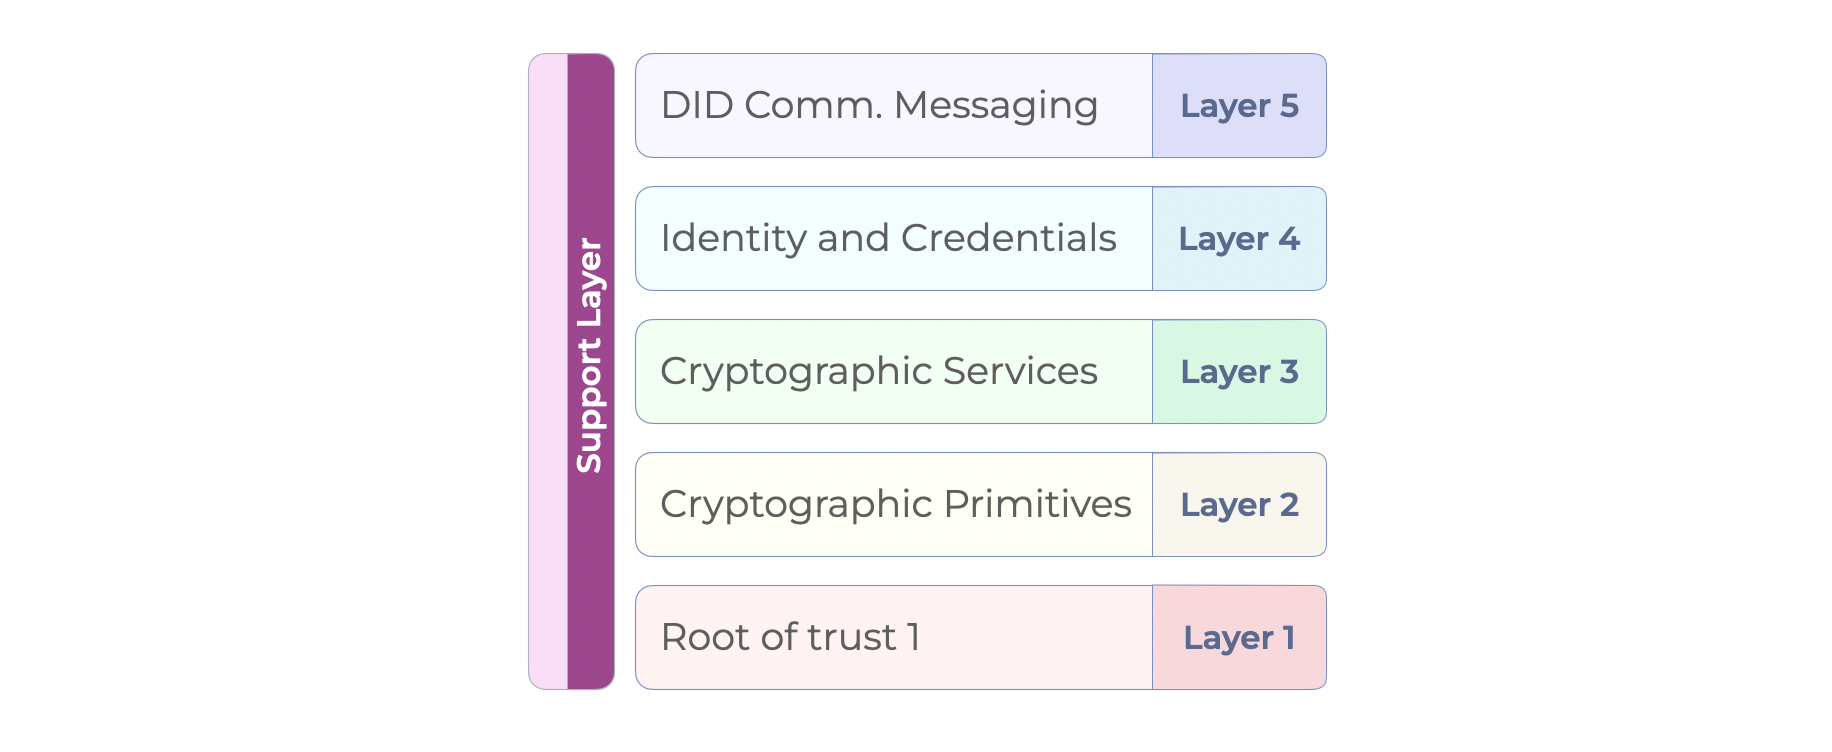 Support Layer
DID Comm. Messaging Layer 5
Identity and Credentials Layer 4
Cryptographic Services Layer 3
Cryptographic Primitives Layer 2
Root of trust 1 Layer 1